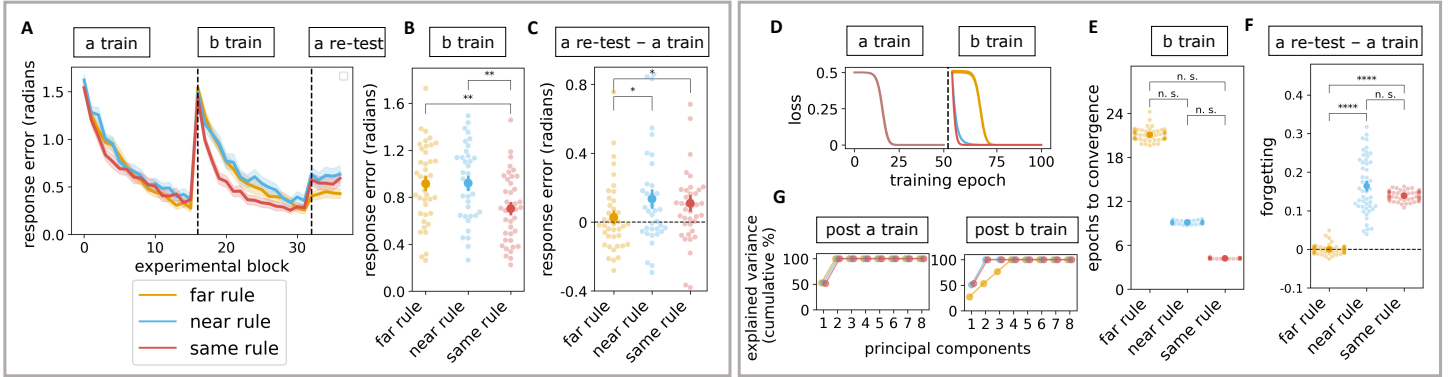 A
a train
b train
a re-test
response error (radians)
1.5
1.0
0.5
0.0
0
10
20
30
experimental block
far rule
near rule
same rule
B
b train
response error (radians)
1.6
1.2
0.8
0.4
0.0
**
**
far rule
near rule
same rule
C
a re-test – a train
response error (radians)
0.8
0.4
0
-0.4
*
*
far rule
near rule
same rule
D
a train
b train
loss
0.5
0.25
0
0
25
50
75
100
training epoch
G
post a train
post b train
explained variance
(cumulative %)
100
50
0
100
50
0
1 2 3 4 5 6 7 8
1 2 3 4 5 6 7 8
principal components
E
b train
epochs to convergence
24
18
12
6
0
n. s.
n. s.
n. s.
far rule
near rule
same rule
F
a re-test – a train
forgetting
0.4
0.3
0.2
0.1
0
-0.1
****
****
n. s.
far rule
near rule
same rule